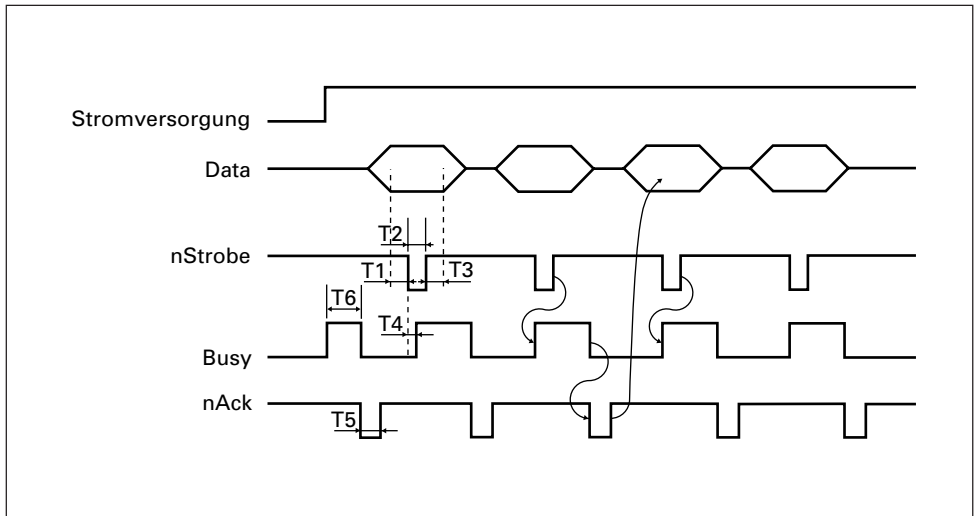 Stromversorgung
Data
T2
nStrobe
T1
T3
T6
T4
Busy
nAck
T5